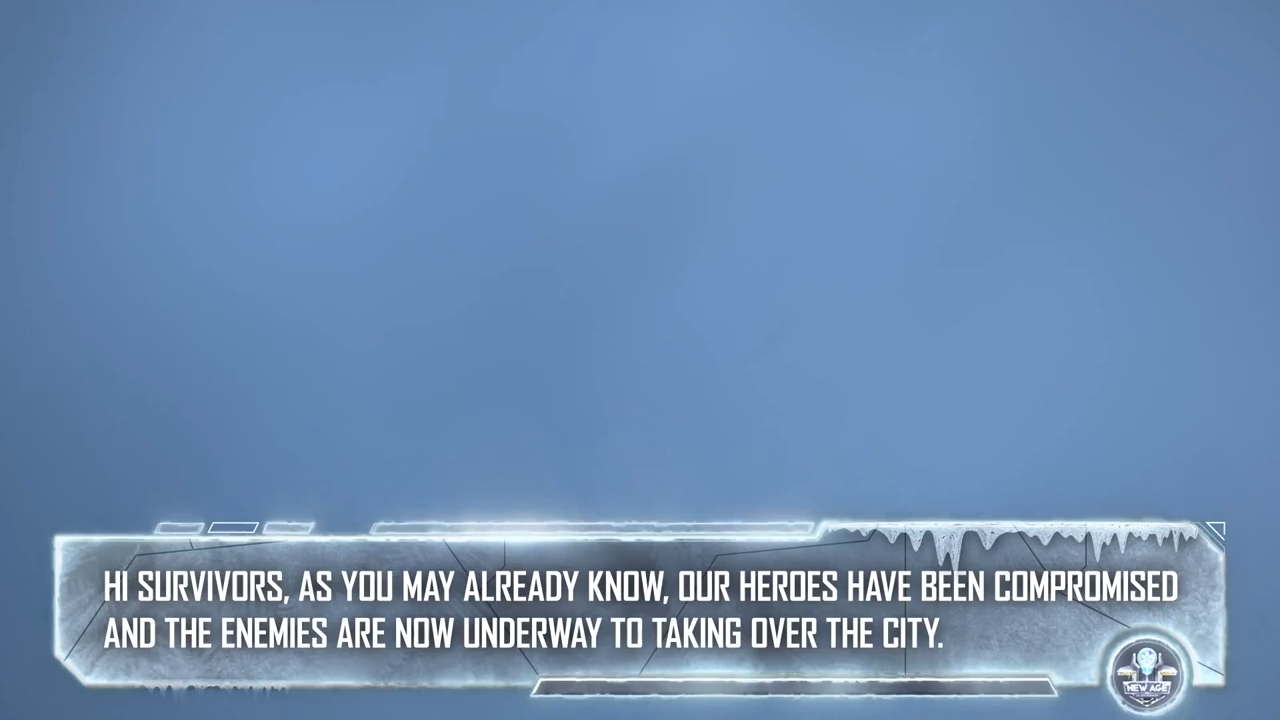 HI SURVIVORS, AS YOU MAY ALREADY KNOW, OUR HEROES HAVE BEEN COMPROMISED
AND THE ENEMIES ARE NOW UNDERWAY TO TAKING OVER THE CITY.
NEW AGE